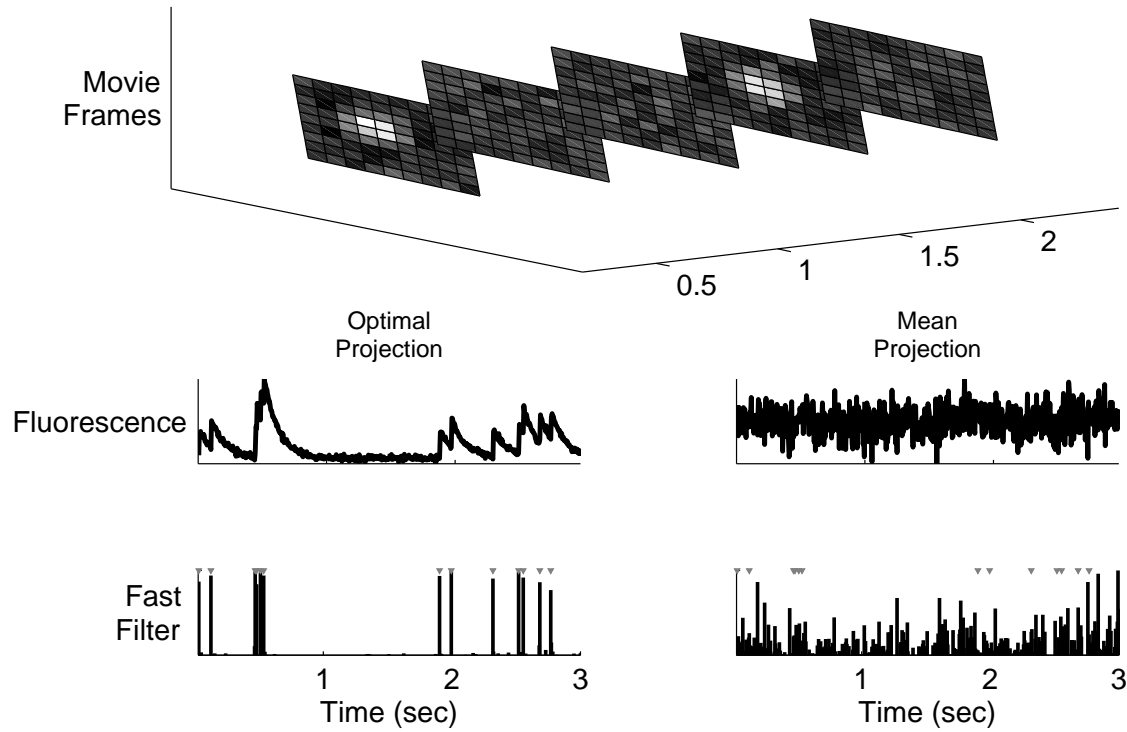 Movie
Frames
0.5
1
1.5
2
Optimal
Projection
Mean
Projection
Fluorescence
Fast
Filter
1
2
3
Time (sec)
1
2
3
Time (sec)